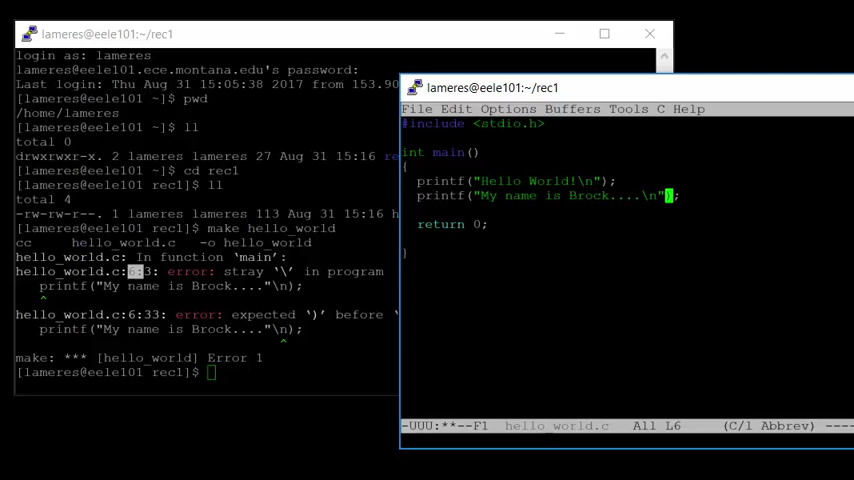 lameres@eele101:~/rec1
login as: lameres
lameres@eele101.ece.montana.edu's password:
Last login: Thu Aug 31 15:05:38 2017 from 153.90
[lameres@eele101 ~]$ pwd
/home/lameres
[lameres@eele101 ~]$ ll
total 0
drwxrwxr-x. 2 lameres lameres 27 Aug 31 15:16 re
[lameres@eele101 ~]$ cd rec1
[lameres@eele101 rec1]$ ll
total 4
-rw-rw-r--. 1 lameres lameres 113 Aug 31 15:16 h
[lameres@eele101 rec1]$ make hello_world
cc     hello_world.c   -o hello_world
hello_world.c: In function ‘main’:
hello_world.c:6:3: error: stray ‘\’ in program
   printf("My name is Brock...."\n);
   ^
hello_world.c:6:33: error: expected ‘)’ before ‘
   printf("My name is Brock...."\n);
                                 ^
make: *** [hello_world] Error 1
[lameres@eele101 rec1]$
lameres@eele101:~/rec1
File Edit Options Buffers Tools C Help
#include <stdio.h>
int main()
{
  printf("Hello World!\n");
  printf("My name is Brock....\n");
  return 0;
}
-UUU:**--F1  hello_world.c   All L6     (C/l Abbrev) ----